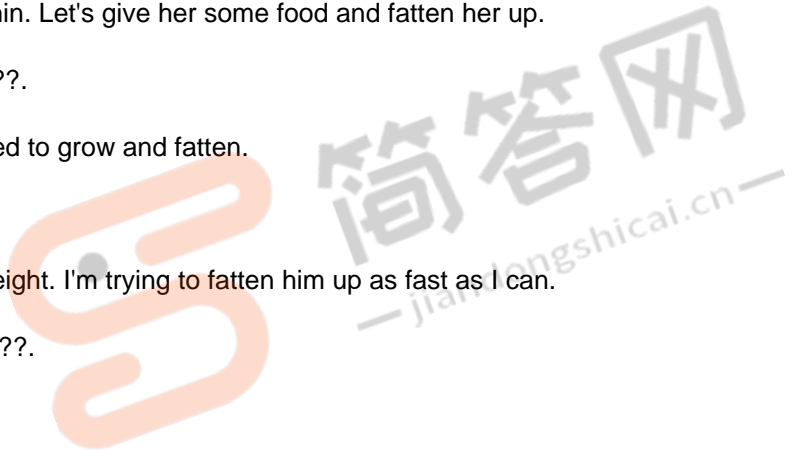 in. Let's give her some food and fatten her up.
??.
ed to grow and fatten.
简答网
jiandongshicai.cn
eight. I'm trying to fatten him up as fast as I can.
??.